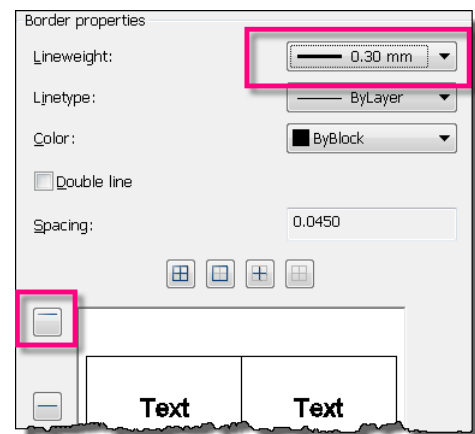 Border properties
Lineweight: 0.30 mm
Linetype: ByLayer
Color: ByBlock
Double line
Spacing: 0.0450
Text Text